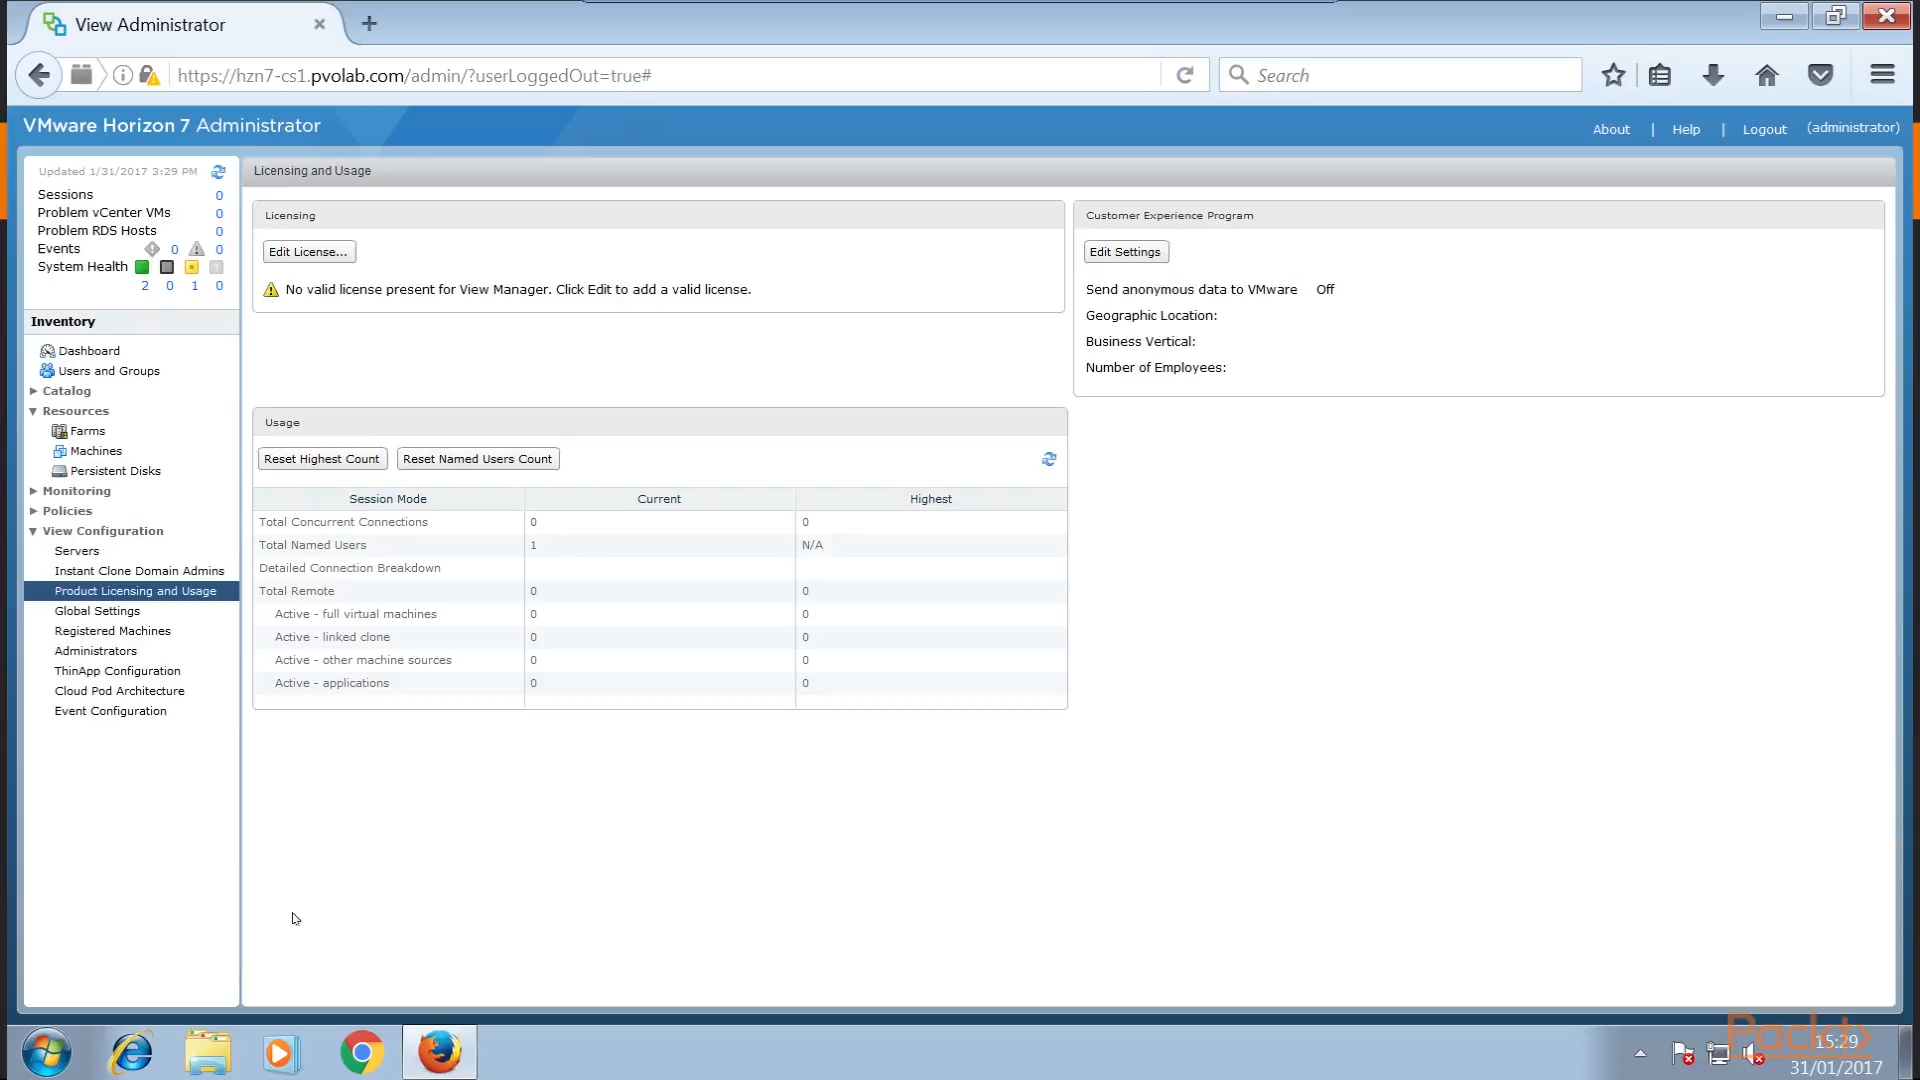 View Administrator
https://hzn7-cs1.pvolab.com/admin/?userLoggedOut=true#
Search
VMware Horizon 7 Administrator
About | Help | Logout (administrator)
Updated 1/31/2017 3:29 PM
Sessions 0
Problem vCenter VMs 0
Problem RDS Hosts 0
Events 0 0
System Health
2 0 1 0
Inventory
Dashboard
Users and Groups
Catalog
Resources
Farms
Machines
Persistent Disks
Monitoring
Policies
View Configuration
Servers
Instant Clone Domain Admins
Product Licensing and Usage
Global Settings
Registered Machines
Administrators
ThinApp Configuration
Cloud Pod Architecture
Event Configuration
Licensing and Usage
Licensing
Edit License...
No valid license present for View Manager. Click Edit to add a valid license.
Customer Experience Program
Edit Settings
Send anonymous data to VMware Off
Geographic Location:
Business Vertical:
Number of Employees:
Usage
Reset Highest Count Reset Named Users Count
Session Mode Current Highest
Total Concurrent Connections 0 0
Total Named Users 1 N/A
Detailed Connection Breakdown
Total Remote 0 0
Active - full virtual machines 0 0
Active - linked clone 0 0
Active - other machine sources 0 0
Active - applications 0 0
Packt>
15:29
31/01/2017